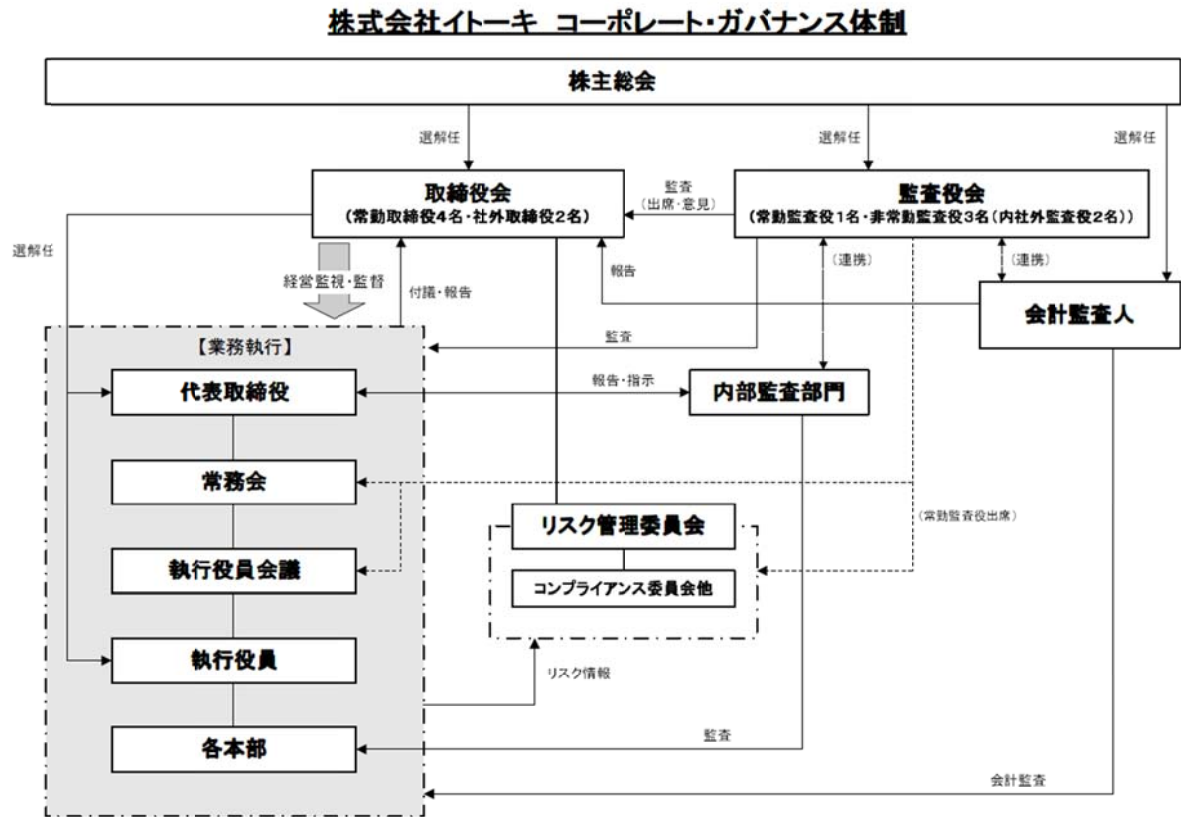 株式会社イトーキ コーポレート・ガバナンス体制
株主総会
選解任
選解任
選解任
取締役会
(常勤取締役4名・社外取締役2名)
監査
(出席・意見)
監査役会
(常勤監査役1名・非常勤監査役3名(内社外監査役2名))
選解任
経営監視・監督
付議・報告
報告
(連携)
(連携)
会計監査人
監査
【業務執行】
代表取締役
報告・指示
内部監査部門
常務会
リスク管理委員会
(常勤監査役出席)
執行役員会議
コンプライアンス委員会他
執行役員
リスク情報
各本部
監査
会計監査